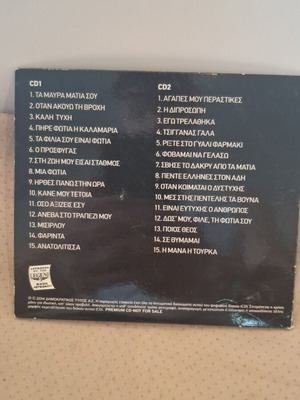 CD1
1. ΤΑ ΜΑΥΡΑ ΜΑΤΙΑ ΣΟΥ
2. ΟΤΑΝ ΑΚΟΥΩ ΤΗ ΒΡΟΧΗ
3. ΚΑΛΗ ΤΥΧΗ
4. ΠΗΡΕ ΦΩΤΙΑ Η ΚΑΛΑΜΑΡΙΑ
5. ΤΑ ΦΙΛΙΑ ΣΟΥ ΕΙΝΑΙ ΦΩΤΙΑ
6. Ο ΠΡΟΣΦΥΓΑΣ
7. ΣΤΗ ΖΩΗ ΜΟΥ ΕΙΣΑΙ ΣΤΑΘΜΟΣ
8. ΜΙΑ ΦΩΤΙΑ
9. ΗΡΘΕΣ ΠΑΝΩ ΣΤΗΝ ΩΡΑ
10. ΚΑΝΕ ΜΟΥ ΤΕΤΟΙΑ
11. ΟΣΟ ΑΞΙΖΕΙΣ ΕΣΥ
12. ΑΝΕΒΑ ΣΤΟ ΤΡΑΠΕΖΙ ΜΟΥ
13. ΜΙΣΙΡΛΟΥ
14. ΦΑΡΙΝΤΑ
15. ΑΝΑΤΟΛΙΤΙΣΣΑ
CD2
1. ΑΓΑΠΕΣ ΜΟΥ ΠΕΡΑΣΤΙΚΕΣ
2. Η ΔΙΠΡΟΣΩΠΗ
3. ΕΓΩ ΤΡΕΛΑΘΗΚΑ
4. ΤΣΙΓΓΑΝΑΣ ΓΑΛΑ
5. ΡΙΞΤΕ ΣΤΟ ΓΥΑΛΙ ΦΑΡΜΑΚΙ
6. ΦΟΒΑΜΑΙ ΝΑ ΓΕΛΑΣΩ
7. ΣΒΗΣΕ ΤΟ ΔΑΚΡΥ ΑΠΟ ΤΑ ΜΑΤΙΑ
8. ΠΕΝΤΕ ΕΛΛΗΝΕΣ ΣΤΟΝ ΑΔΗ
9. ΟΤΑΝ ΚΟΙΜΑΤΑΙ Ο ΔΥΣΤΥΧΗΣ
10. ΜΕΣ ΣΤΗΣ ΠΕΝΤΕΛΗΣ ΤΑ ΒΟΥΝΑ
11. ΕΙΝΑΙ ΕΥΤΥΧΗΣ Ο ΑΝΘΡΩΠΟΣ
12. ΔΩΣ' ΜΟΥ, ΦΙΛΕ, ΤΗ ΦΩΤΙΑ ΣΟΥ
13. ΠΟΙΟΣ ΘΕΟΣ
14. ΣΕ ΘΥΜΑΜΑΙ
15. Η ΜΑΝΑ Η ΤΟΥΡΚΑ
LEGEND
PREMIUM CD-NOT FOR SALE